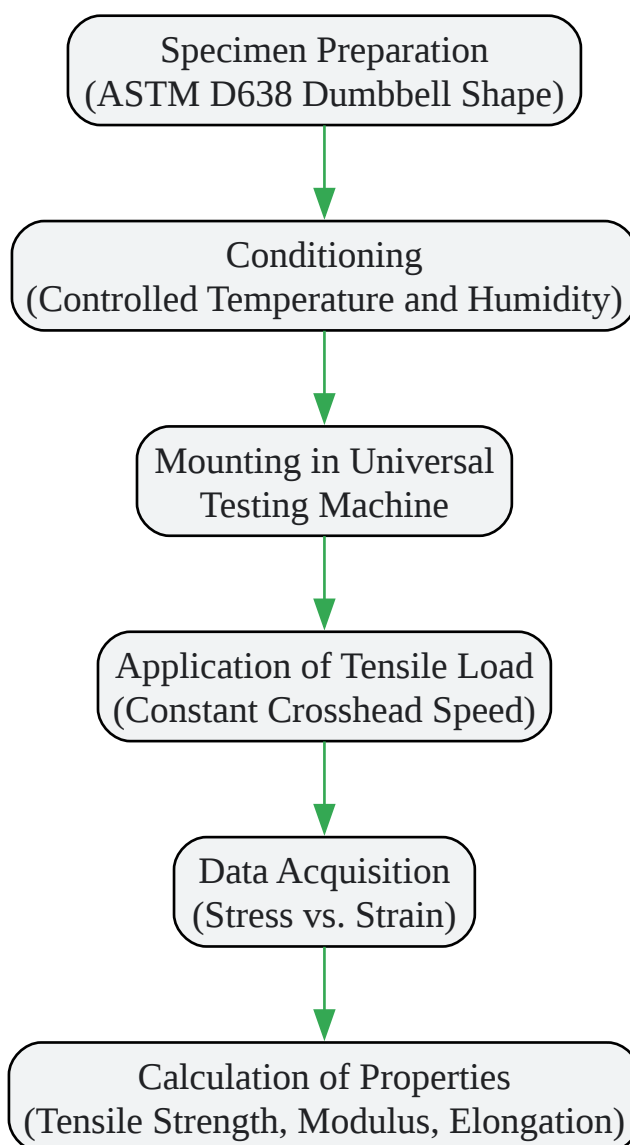 Specimen Preparation
(ASTM D638 Dumbbell Shape)
Conditioning
(Controlled Temperature and Humidity)
Mounting in Universal
Testing Machine
Application of Tensile Load
(Constant Crosshead Speed)
Data Acquisition
(Stress vs. Strain)
Calculation of Properties
(Tensile Strength, Modulus, Elongation)